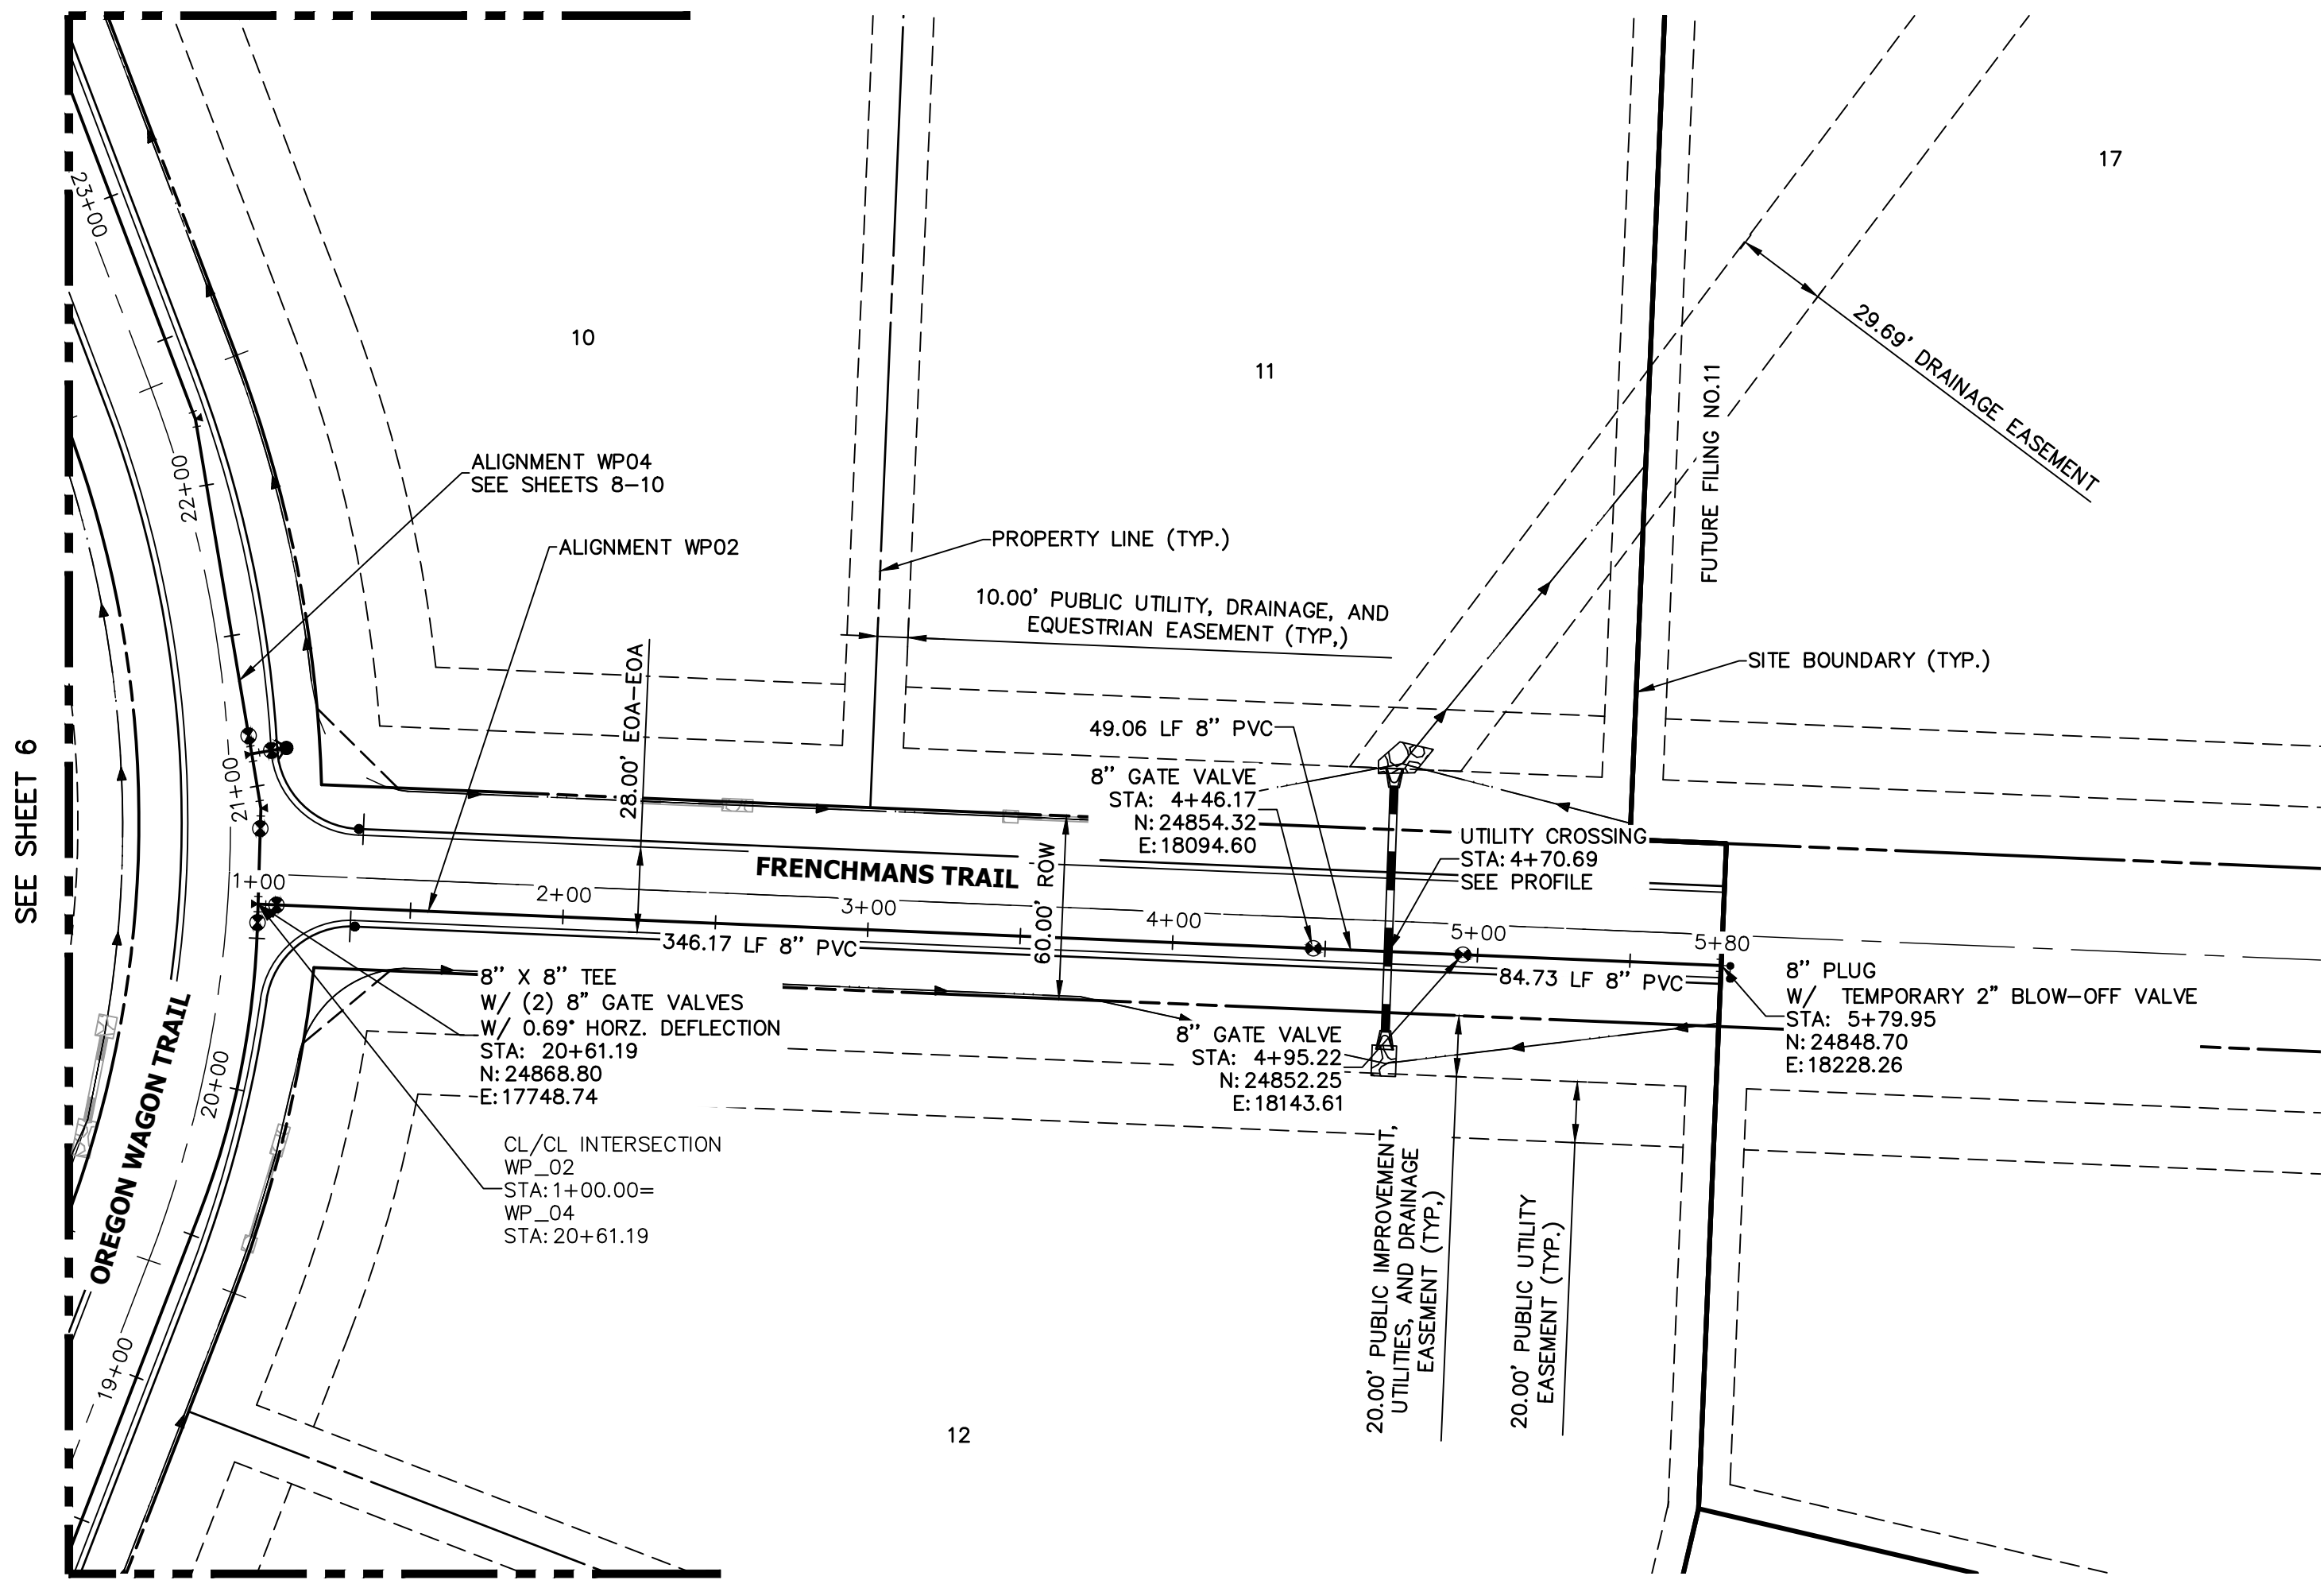 17
23+00
10
11
29.69' DRAINAGE EASEMENT
FUTURE FILING NO.11
ALIGNMENT WP04
SEE SHEETS 8-10
22+00
ALIGNMENT WP02
PROPERTY LINE (TYP.)
10.00' PUBLIC UTILITY, DRAINAGE, AND
EQUESTRIAN EASEMENT (TYP,)
SITE BOUNDARY (TYP.)
28.00' EOA-EOA
49.06 LF 8" PVC
8" GATE VALVE
STA: 4+46.17
N:24854.32
E:18094.60
SEE SHEET 6
21+00
UTILITY CROSSING
STA:4+70.69
SEE PROFILE
FRENCHMANS TRAIL
60.00' ROW
1+00
2+00
3+00
4+00
5+00
5+80
346.17 LF 8" PVC
84.73 LF 8" PVC
8" X 8" TEE
W/ (2) 8" GATE VALVES
W/ 0.69° HORZ. DEFLECTION
STA: 20+61.19
N:24868.80
E:17748.74
8" PLUG
W/ TEMPORARY 2" BLOW-OFF VALVE
STA: 5+79.95
N:24848.70
E:18228.26
8" GATE VALVE
STA: 4+95.22
N:24852.25
E:18143.61
OREGON WAGON TRAIL
20+00
CL/CL INTERSECTION
WP_02
STA:1+00.00=
WP_04
STA:20+61.19
20.00' PUBLIC IMPROVEMENT,
UTILITIES, AND DRAINAGE
EASEMENT (TYP,)
20.00' PUBLIC UTILITY
EASEMENT (TYP.)
19+00
12